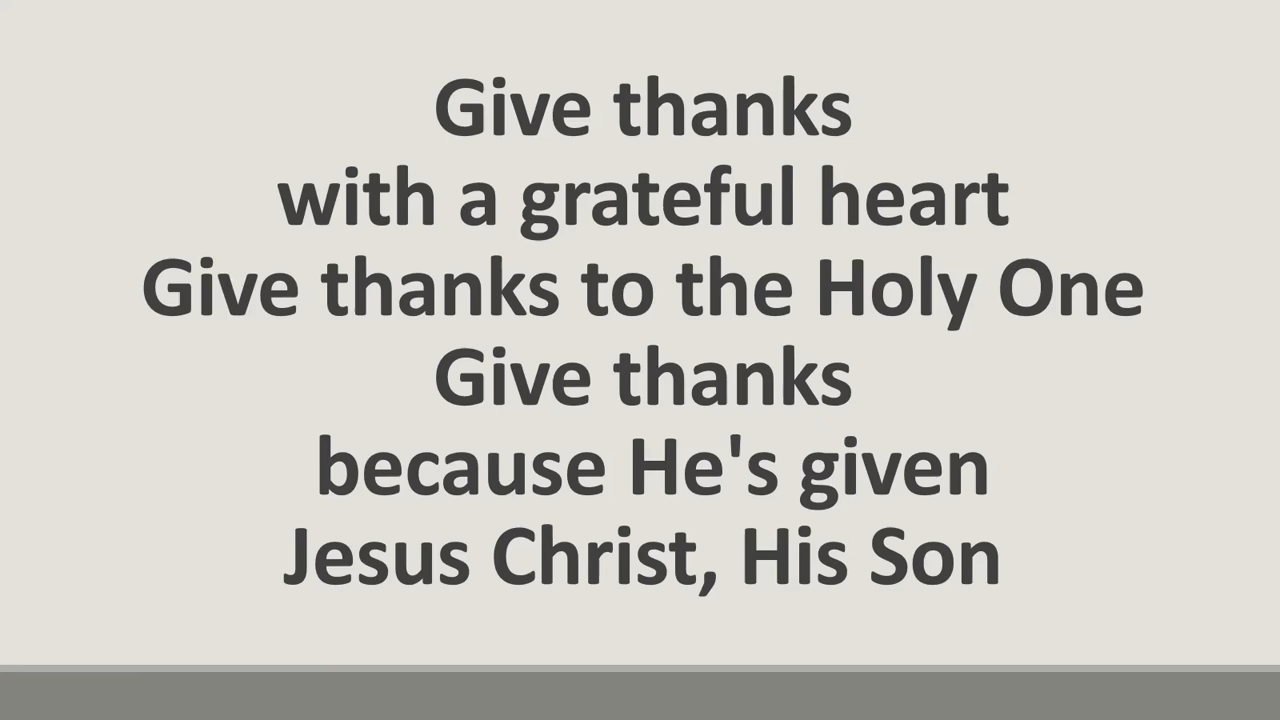 Give thanks
with a grateful heart
Give thanks to the Holy One
Give thanks
because He's given
Jesus Christ, His Son